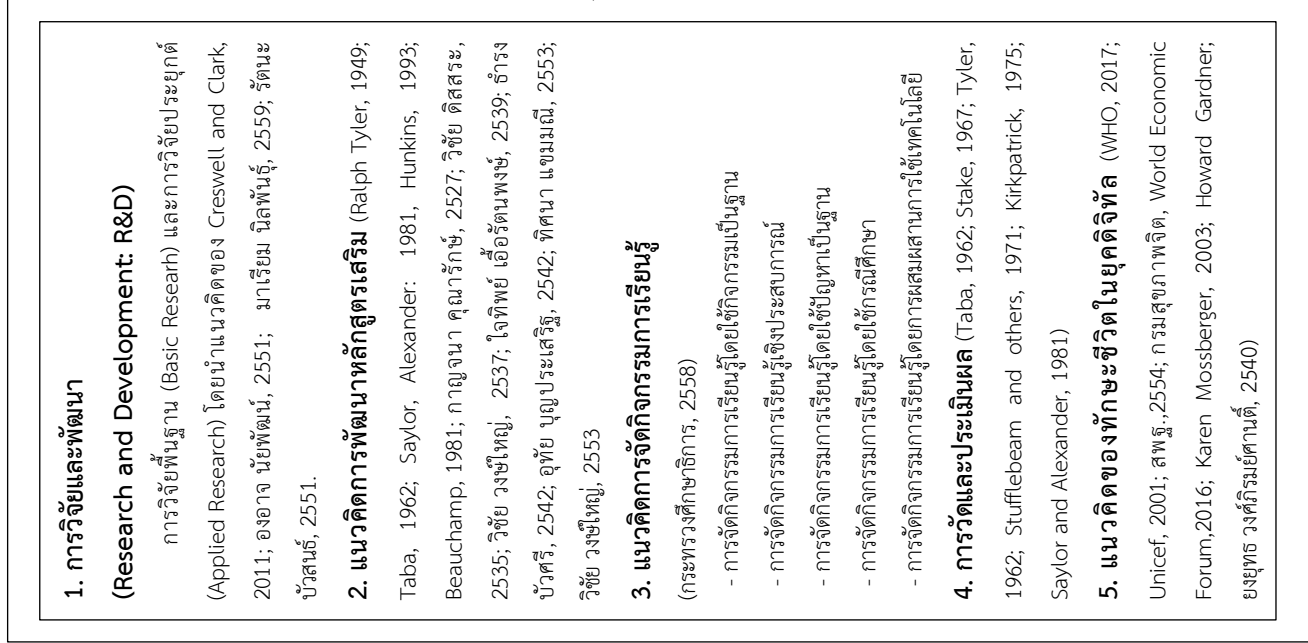 1. การวิจัยและพัฒนา
(Research and Development: R&D)
การวิจัยพื้นฐาน (Basic Researh) และการวิจัยประยุกต์
(Applied Research) โดยนำแนวคิดของ Creswell and Clark,
2011; องอาจ นัยพัฒน์, 2551; มาเรียม นิลพันธุ์, 2559; รัตนะ
บัวสนธ์, 2551.
2. แนวคิดการพัฒนาหลักสูตรเสริม (Ralph Tyler, 1949;
Taba, 1962; Saylor, Alexander: 1981, Hunkins, 1993;
Beauchamp, 1981; กาญจนา คุณารักษ์, 2527; วิชัย ดิสสระ,
2535; วิชัย วงษ์ใหญ่, 2537; ใจทิพย์ เอื้อรัตนพงษ์, 2539; ธำรง
บัวศรี, 2542; อุทัย บุญประเสริฐ, 2542; ทิศนา แขมมณี, 2553;
วิชัย วงษ์ใหญ่, 2553
3. แนวคิดการจัดกิจกรรมการเรียนรู้
(กระทรวงศึกษาธิการ, 2558)
- การจัดกิจกรรมการเรียนรู้โดยใช้กิจกรรมเป็นฐาน
- การจัดกิจกรรมการเรียนรู้เชิงประสบการณ์
- การจัดกิจกรรมการเรียนรู้โดยใช้ปัญหาเป็นฐาน
- การจัดกิจกรรมการเรียนรู้โดยใช้กรณีศึกษา
- การจัดกิจกรรมการเรียนรู้โดยการผสมผสานการใช้เทคโนโลยี
4. การวัดและประเมินผล (Taba, 1962; Stake, 1967; Tyler,
1962; Stufflebeam and others, 1971; Kirkpatrick, 1975;
Saylor and Alexander, 1981)
5. แนวคิดของทักษะชีวิตในยุคดิจิทัล (WHO, 2017;
Unicef, 2001; สพฐ.,2554; กรมสุขภาพจิต, World Economic
Forum,2016; Karen Mossberger, 2003; Howard Gardner;
ยงยุทธ วงศ์ภิรมย์ศานติ์, 2540)